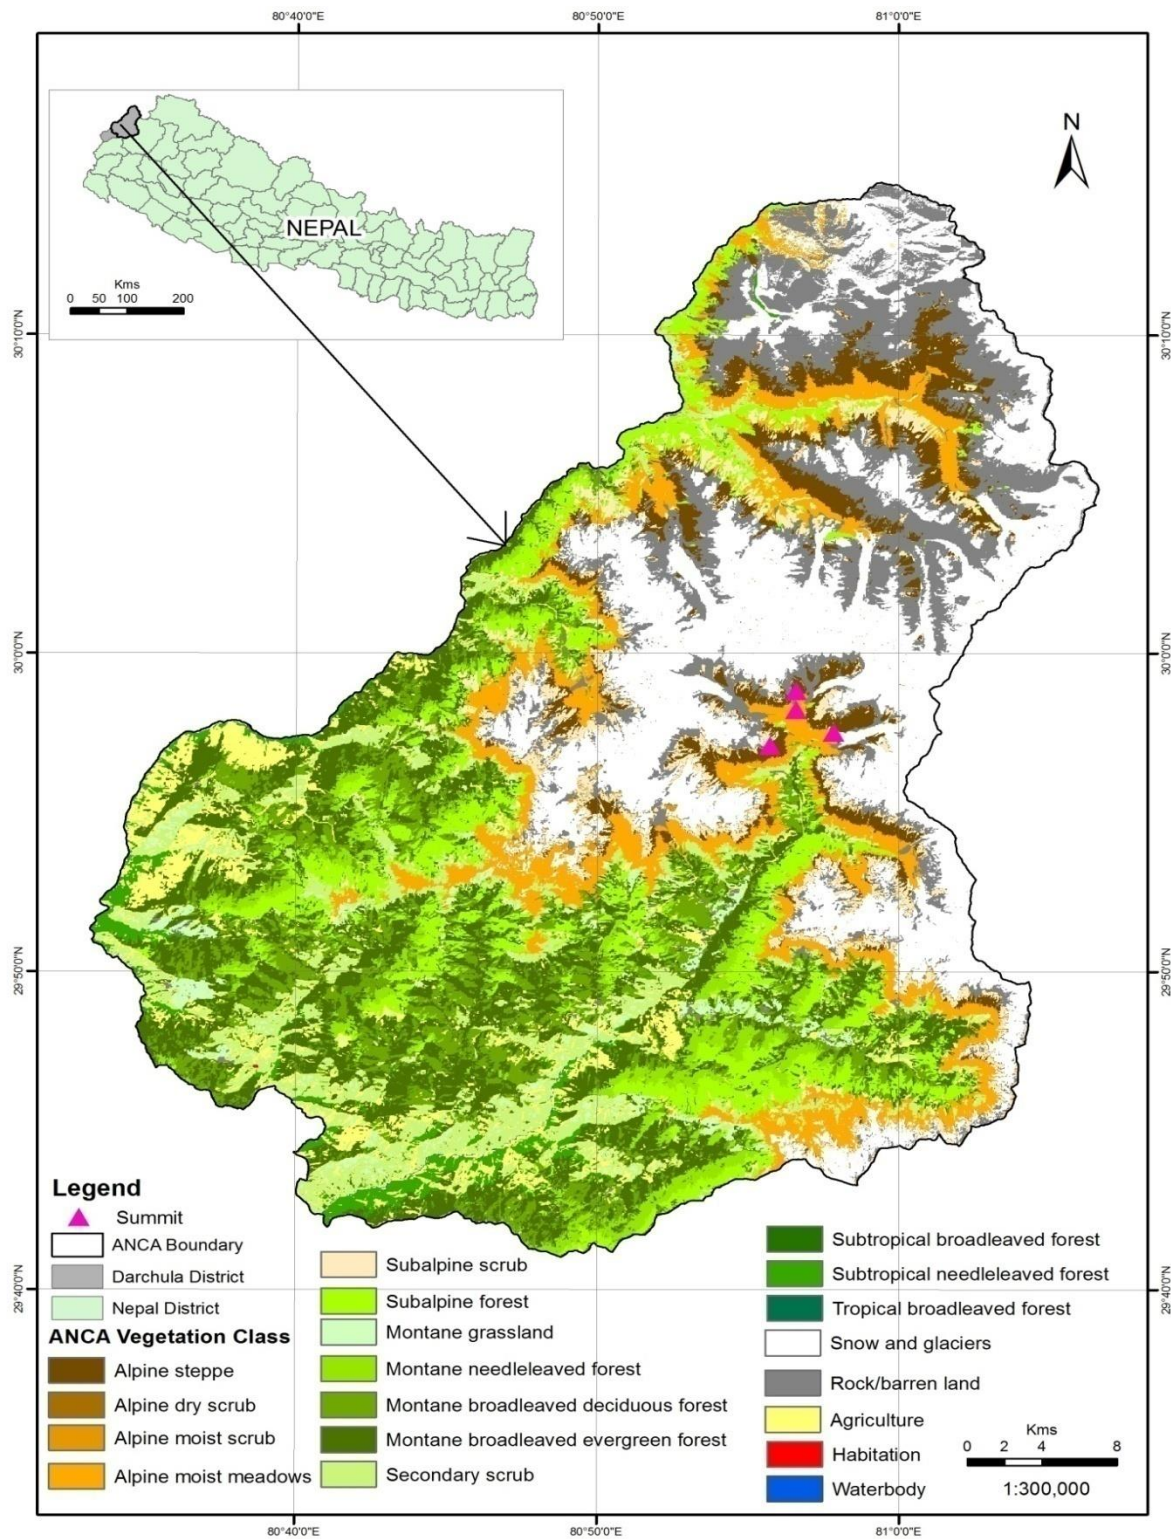 80°40'0"E
80°50'0"E
81°0'0"E
N
NEPAL
Kms
0 50 100 200
30°10'0"N
30°10'0"N
30°0'0"N
30°0'0"N
29°50'0"N
29°50'0"N
29°40'0"N
29°40'0"N
Legend
Summit
ANCA Boundary
Darchula District
Nepal District
ANCA Vegetation Class
Alpine steppe
Alpine dry scrub
Alpine moist scrub
Alpine moist meadows
Subalpine scrub
Subalpine forest
Montane grassland
Montane needleleaved forest
Montane broadleaved deciduous forest
Montane broadleaved evergreen forest
Secondary scrub
Subtropical broadleaved forest
Subtropical needleleaved forest
Tropical broadleaved forest
Snow and glaciers
Rock/barren land
Agriculture
Habitation
Waterbody
Kms
0 2 4 8
1:300,000
80°40'0"E
80°50'0"E
81°0'0"E